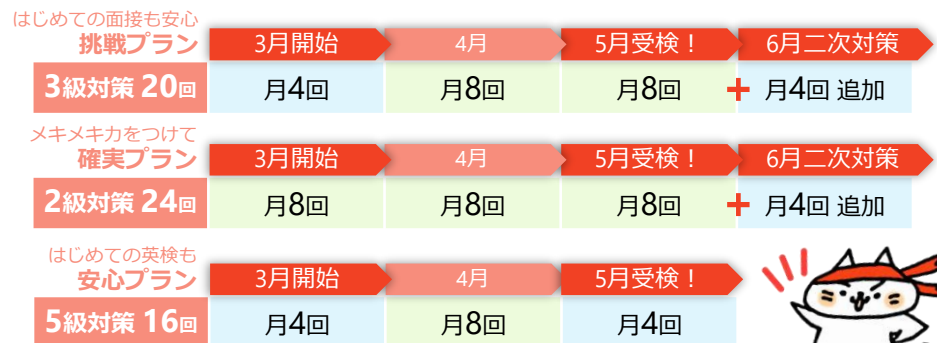 はじめての面接も安心
挑戦プラン 3月開始 4月 5月受検！ 6月二次対策
3級対策 20回 月4回 月8回 月8回 + 月4回 追加
メキメキ力をつけて
確実プラン 3月開始 4月 5月受検！ 6月二次対策
2級対策 24回 月8回 月8回 月8回 + 月4回 追加
はじめての英検も
安心プラン 3月開始 4月 5月受検！
5級対策 16回 月4回 月8回 月4回